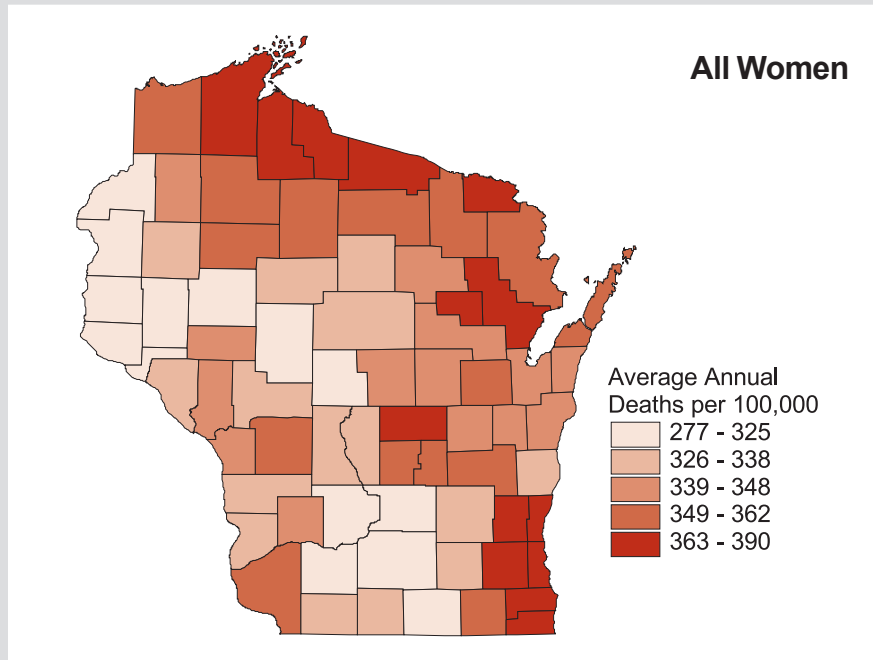 All Women
Average Annual
Deaths per 100,000
277 - 325
326 - 338
339 - 348
349 - 362
363 - 390